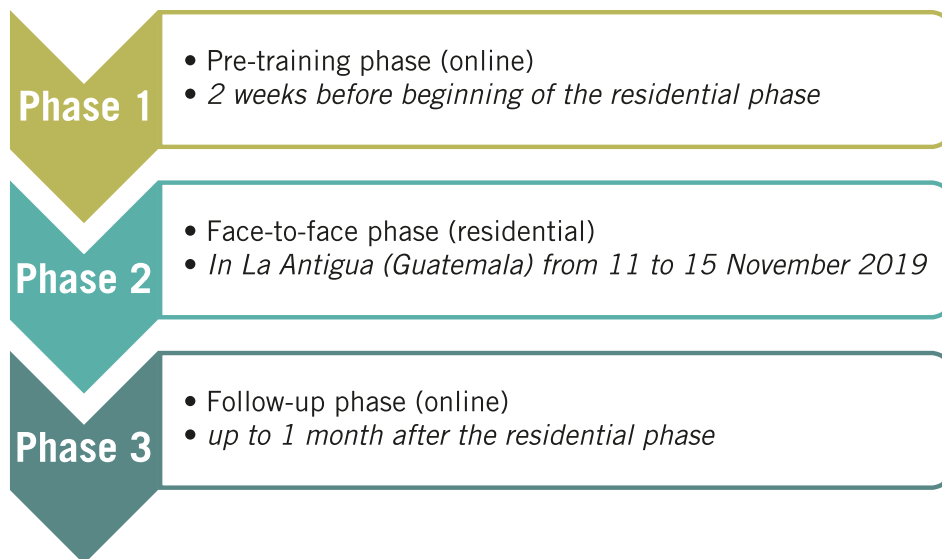 Phase 1
• Pre-training phase (online)
• 2 weeks before beginning of the residential phase
Phase 2
• Face-to-face phase (residential)
• In La Antigua (Guatemala) from 11 to 15 November 2019
Phase 3
• Follow-up phase (online)
• up to 1 month after the residential phase